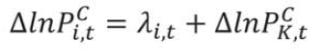 ΔlnP^C_{i,t} = λ_{i,t} + ΔlnP^C_{K,t}